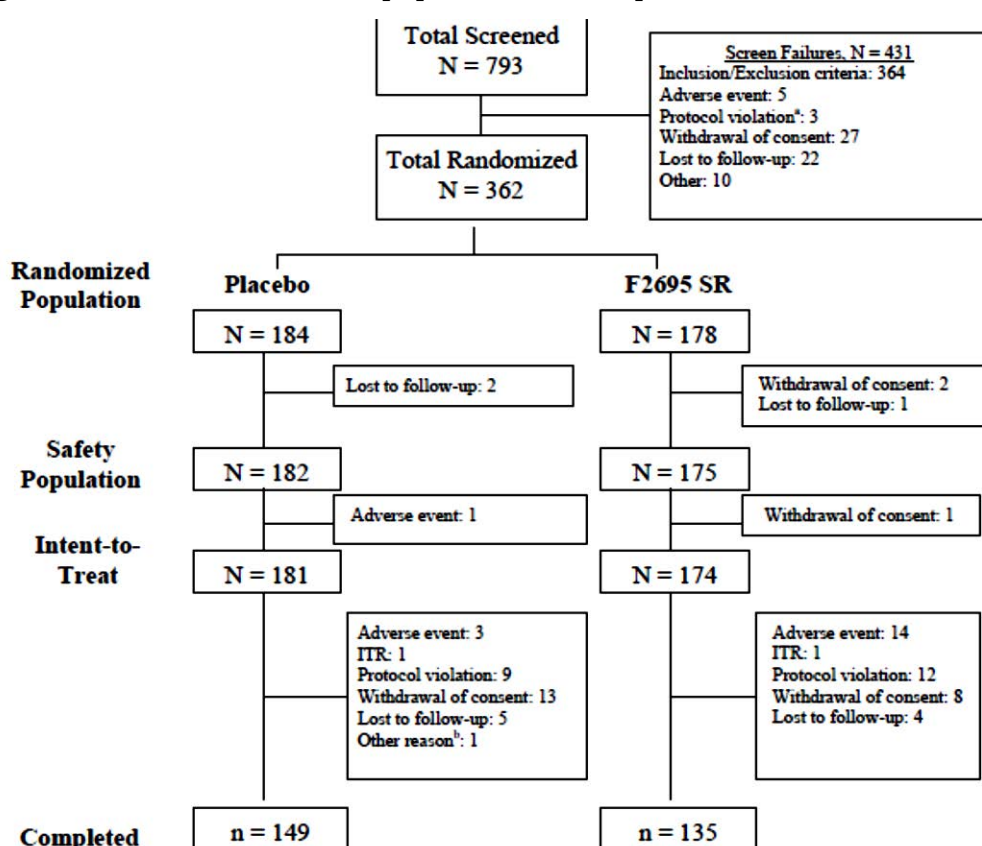 Total Screened
N = 793
Screen Failures, N = 431
Inclusion/Exclusion criteria: 364
Adverse event: 5
Protocol violationᵃ: 3
Withdrawal of consent: 27
Lost to follow-up: 22
Other: 10
Total Randomized
N = 362
Randomized
Population
Placebo
F2695 SR
N = 184
N = 178
Lost to follow-up: 2
Withdrawal of consent: 2
Lost to follow-up: 1
Safety
Population
N = 182
N = 175
Adverse event: 1
Withdrawal of consent: 1
Intent-to-
Treat
N = 181
N = 174
Adverse event: 3
ITR: 1
Protocol violation: 9
Withdrawal of consent: 13
Lost to follow-up: 5
Other reasonᵇ: 1
Adverse event: 14
ITR: 1
Protocol violation: 12
Withdrawal of consent: 8
Lost to follow-up: 4
Completed
n = 149
n = 135